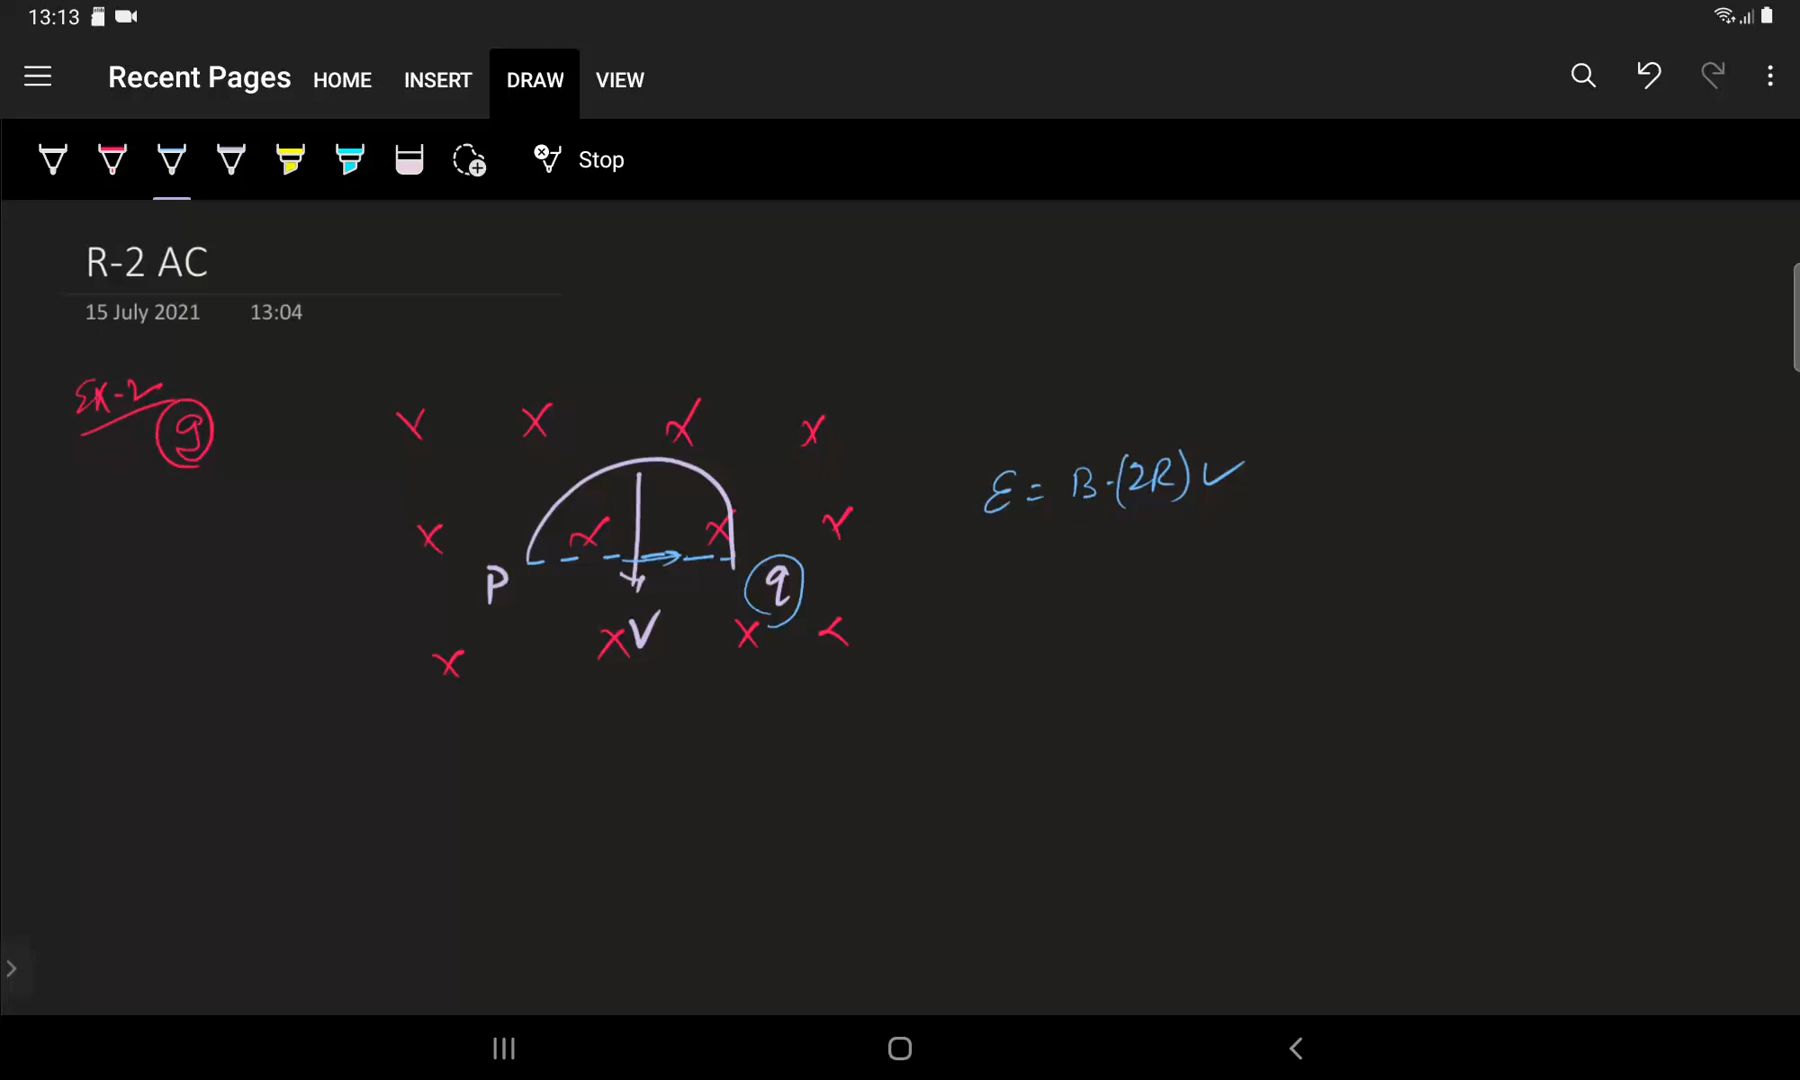 13:13
Recent Pages HOME INSERT DRAW VIEW
Stop
R-2 AC
15 July 2021 13:04
Ex-2
9
x x x x
ε = B·(2R)V
x x x x
P q
x x V x x